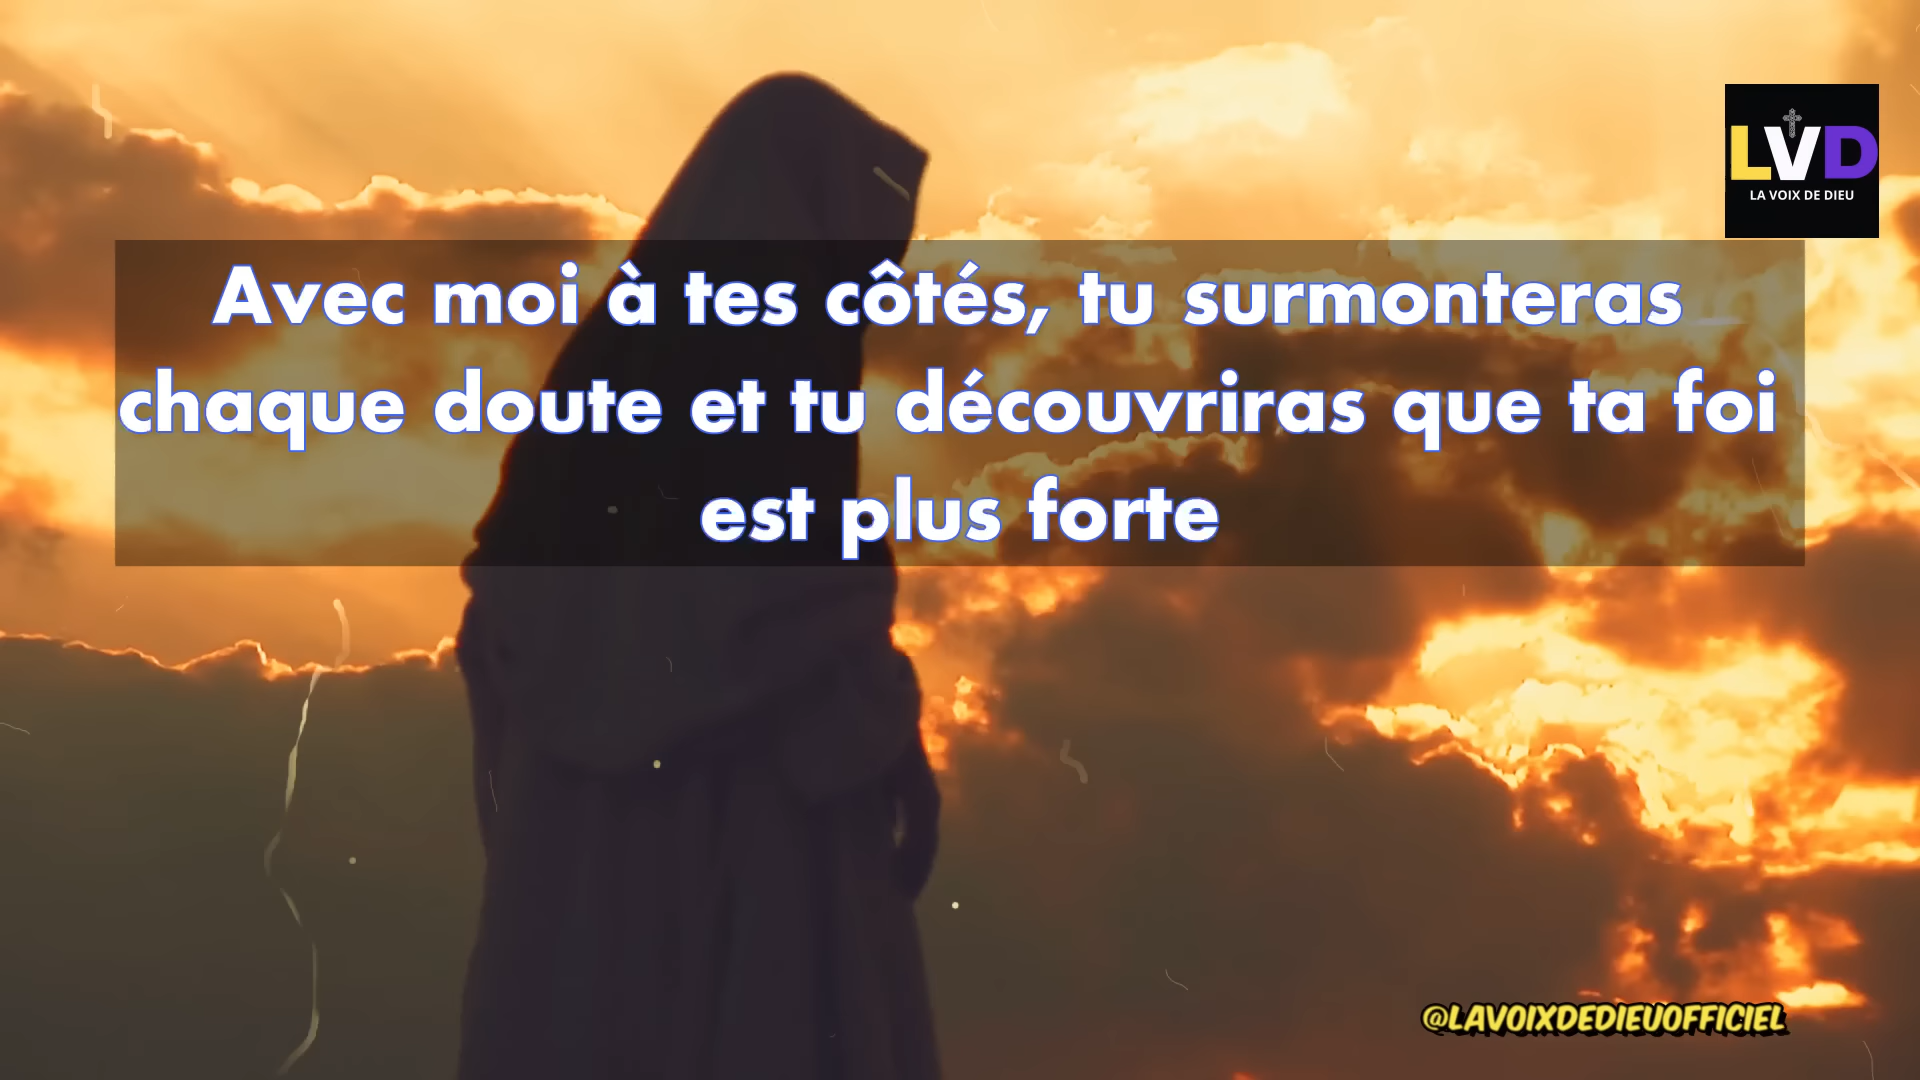 LVD
LA VOIX DE DIEU
Avec moi à tes côtés, tu surmonteras
chaque doute et tu découvriras que ta foi
est plus forte
@LAVOIXDEDIEUOFFICIEL